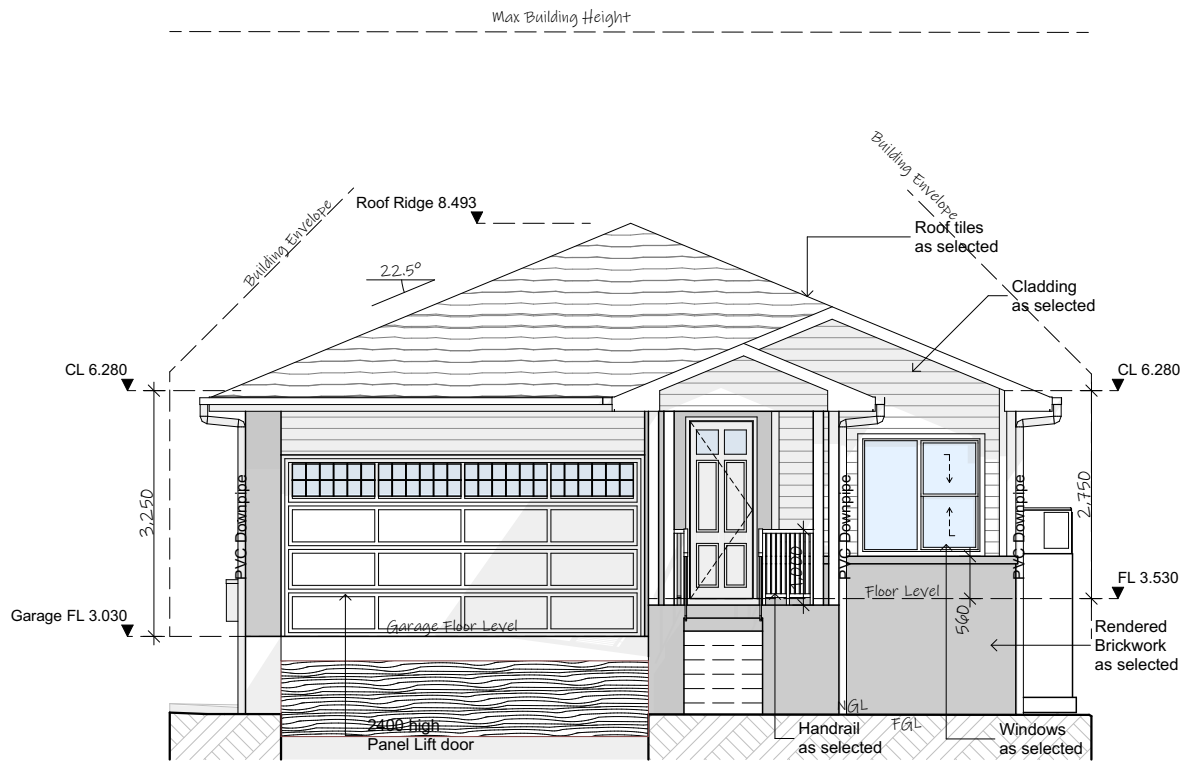 Max Building Height
Building Envelope
Building Envelope
Roof Ridge 8.493
Roof tiles
as selected
22.5°
Cladding
as selected
CL 6.280
CL 6.280
3,250
PVC Downpipe
PVC Downpipe
PVC Downpipe
2,750
1,000
FL 3.530
Floor Level
560
Garage FL 3.030
Garage Floor Level
Rendered
Brickwork
as selected
NGL
FGL
2400 high
Panel Lift door
Handrail
as selected
Windows
as selected